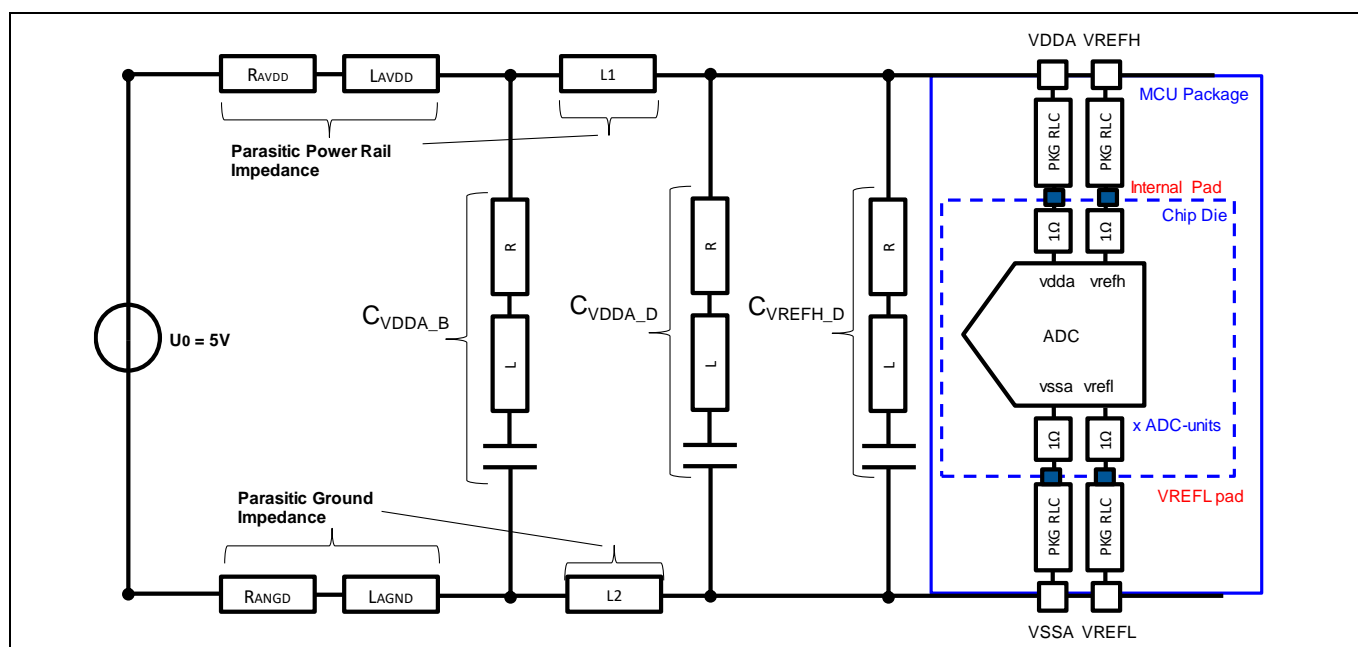 VDDA VREFH
RAVDD
LAVDD
L1
MCU Package
Parasitic Power Rail
Impedance
PKG RLC
PKG RLC
Internal Pad
Chip Die
R
R
R
1Ω
1Ω
vdda vrefh
CVDDA_B
CVDDA_D
CVREFH_D
U0 = 5V
ADC
L
L
L
vssa vrefl
1Ω
1Ω
x ADC-units
Parasitic Ground
Impedance
VREFL pad
PKG RLC
PKG RLC
RANGD
LAGND
L2
VSSA VREFL